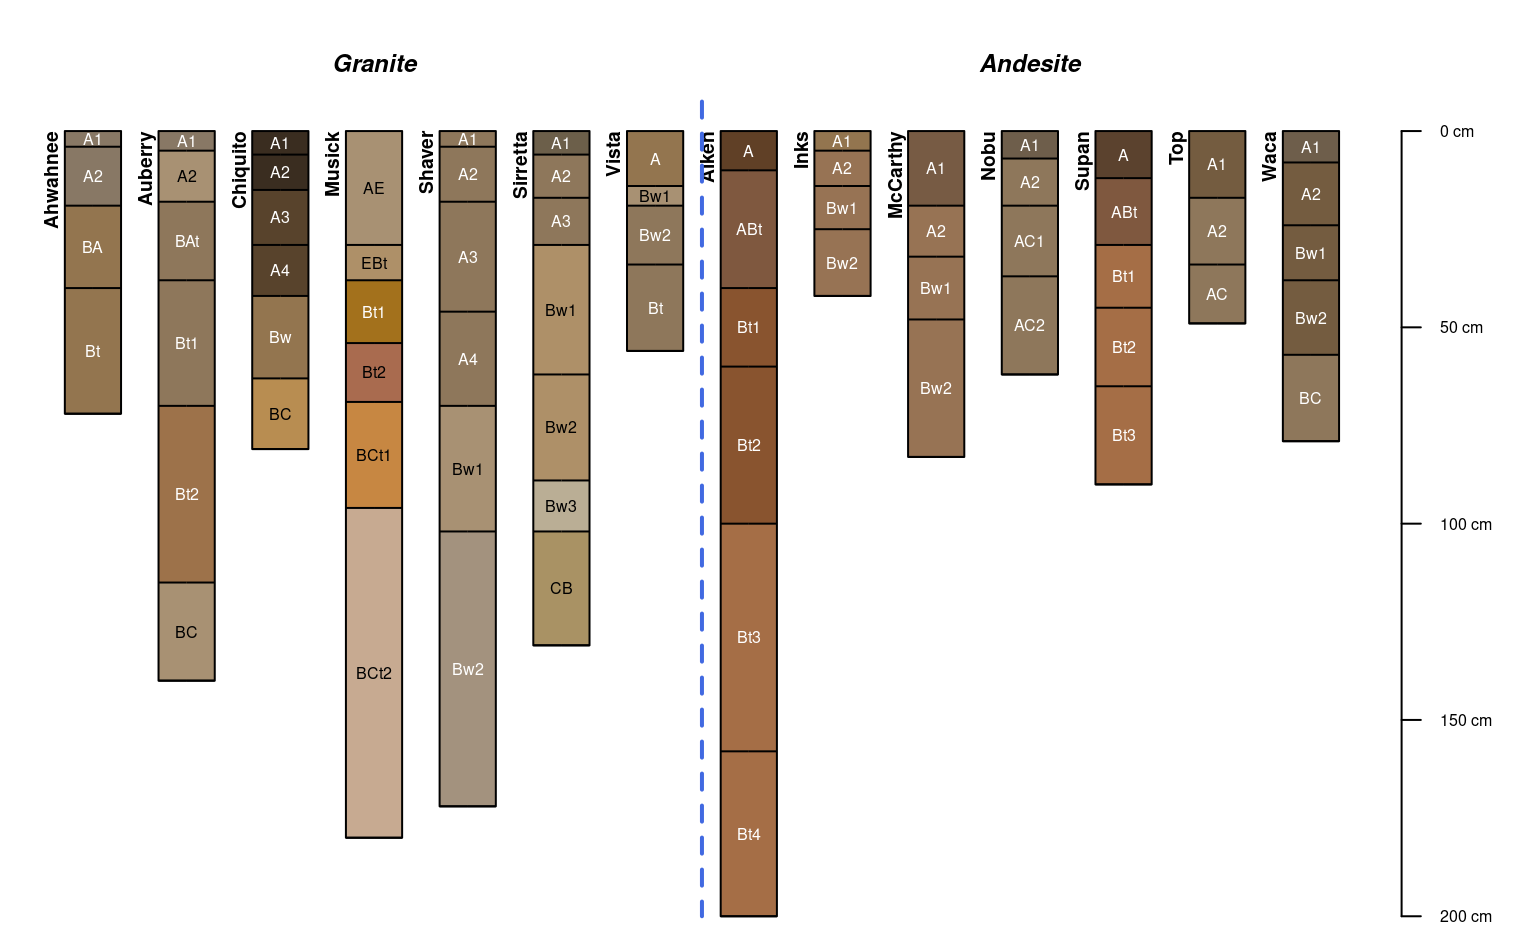 Granite
Andesite
Ahwahnee
A1
A2
BA
Bt
Auberry
A1
A2
BAt
Bt1
Bt2
BC
Chiquito
A1
A2
A3
A4
Bw
BC
Musick
AE
EBt
Bt1
Bt2
BCt1
BCt2
Shaver
A1
A2
A3
A4
Bw1
Bw2
Sirretta
A1
A2
A3
Bw1
Bw2
Bw3
CB
Vista
A
Bw1
Bw2
Bt
Aiken
A
ABt
Bt1
Bt2
Bt3
Bt4
Inks
A1
A2
Bw1
Bw2
McCarthy
A1
A2
Bw1
Bw2
Nobu
A1
A2
AC1
AC2
Supan
A
ABt
Bt1
Bt2
Bt3
Top
A1
A2
AC
Waca
A1
A2
Bw1
Bw2
BC
0 cm
50 cm
100 cm
150 cm
200 cm